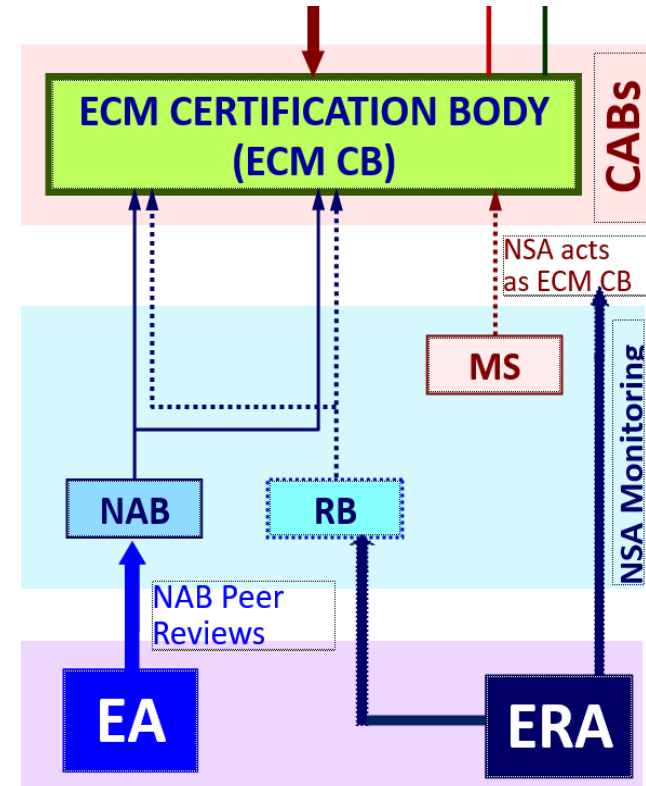 ECM CERTIFICATION BODY
(ECM CB)
CABs
NSA acts
as ECM CB
MS
NSA Monitoring
NAB
RB
NAB Peer
Reviews
EA
ERA